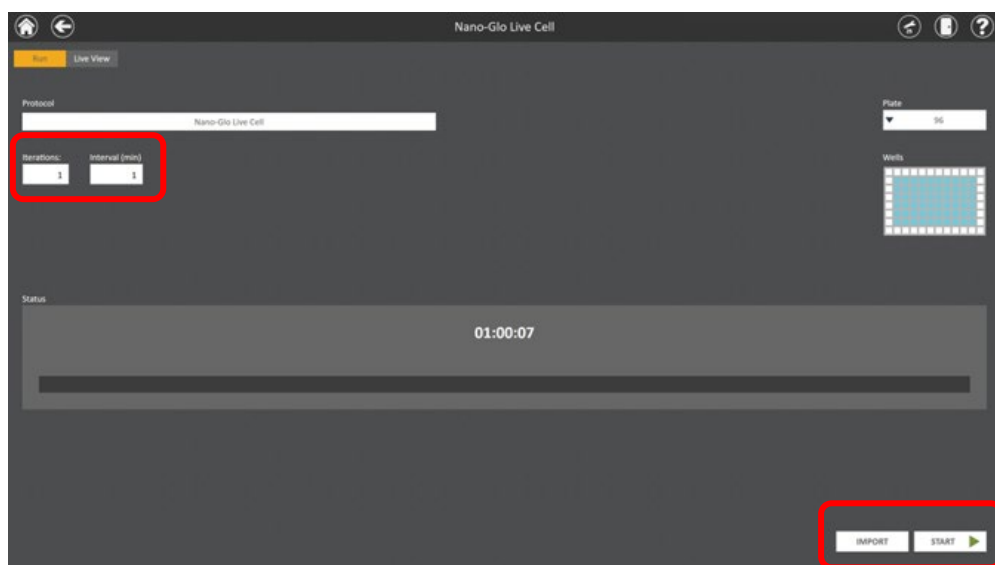 Nano-Glo Live Cell
?
Run Live View
Protocol
Nano-Glo Live Cell
Plate
96
Iterations: Interval (min)
1 1
Wells
Status
01:00:07
IMPORT START